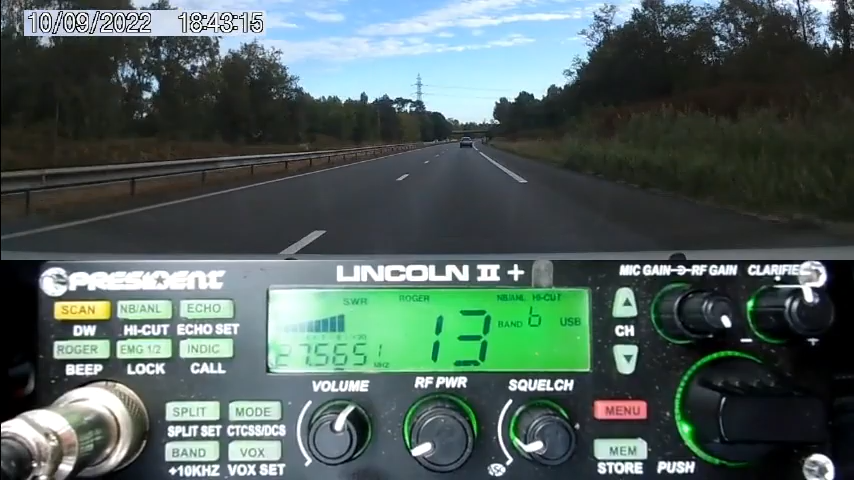 10/09/2022 18:43:15
PRESIDENT
LINCOLN II +
MIC GAIN RF GAIN CLARIFIER
SCAN NB/ANL ECHO
DW HI-CUT ECHO SET
ROGER EMG 1/2 INDIC
BEEP LOCK CALL
SWR ROGER NB/ANL HI-CUT
13 BAND 6 USB
27.5651 MHZ
CH
- +
VOLUME RF PWR SQUELCH
SPLIT MODE
SPLIT SET CTCSS/DCS
BAND VOX
+10KHZ VOX SET
MENU
MEM
STORE PUSH